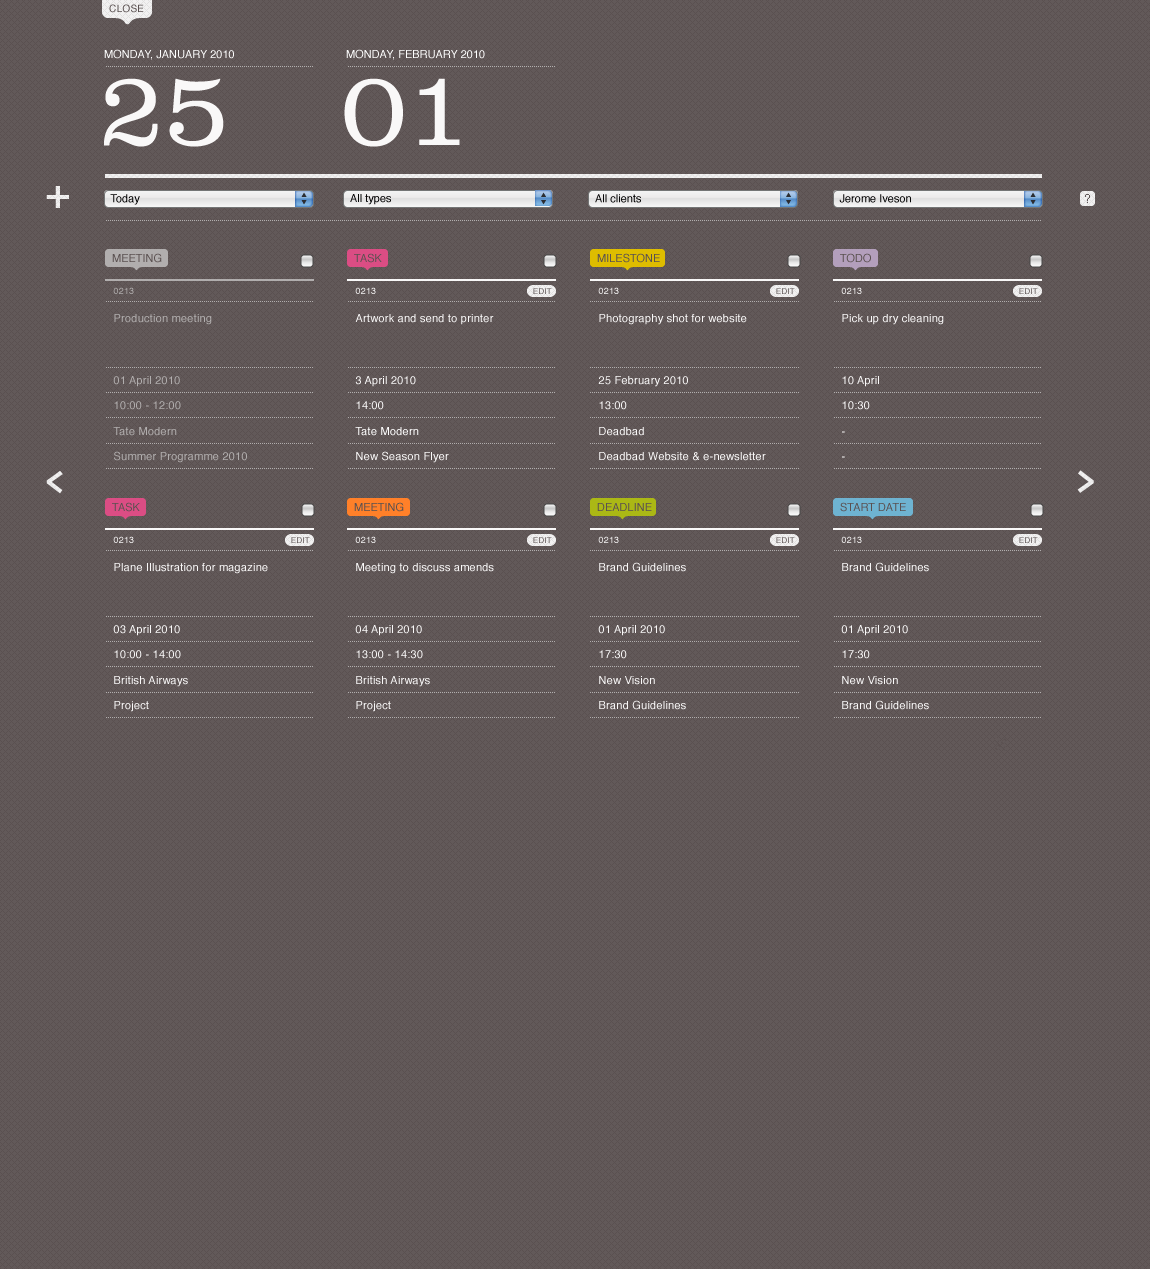 CLOSE
MONDAY, JANUARY 2010
MONDAY, FEBRUARY 2010
25
01
Today
All types
All clients
Jerome Iveson
?
MEETING
TASK
MILESTONE
TODO
0213
0213 EDIT
0213 EDIT
0213 EDIT
Production meeting
Artwork and send to printer
Photography shot for website
Pick up dry cleaning
01 April 2010
3 April 2010
25 February 2010
10 April
10:00 - 12:00
14:00
13:00
10:30
Tate Modern
Tate Modern
Deadbad
-
Summer Programme 2010
New Season Flyer
Deadbad Website & e-newsletter
-
TASK
MEETING
DEADLINE
START DATE
0213 EDIT
0213 EDIT
0213 EDIT
0213 EDIT
Plane Illustration for magazine
Meeting to discuss amends
Brand Guidelines
Brand Guidelines
03 April 2010
04 April 2010
01 April 2010
01 April 2010
10:00 - 14:00
13:00 - 14:30
17:30
17:30
British Airways
British Airways
New Vision
New Vision
Project
Project
Brand Guidelines
Brand Guidelines